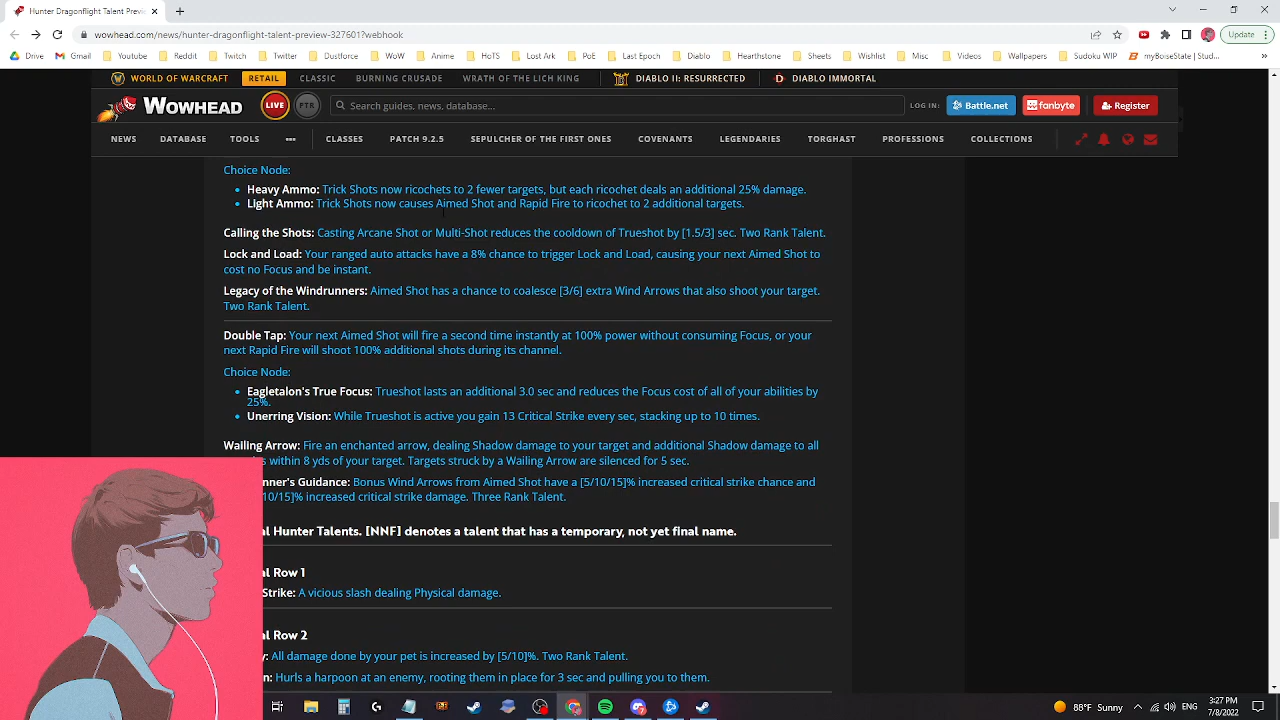 Hunter Dragonflight Talent Previ
wowhead.com/news/hunter-dragonflight-talent-preview-327601?webhook
Update
Drive Gmail Youtube Reddit Twitter Dustforce WoW Anime HoTS Lost Ark PoE Last Epoch Diablo Hearthstone Sheets Wishlist Misc Videos Wallpapers Sudoku WIP myBoiseState | Stud...
WORLD OF WARCRAFT RETAIL CLASSIC BURNING CRUSADE WRATH OF THE LICH KING DIABLO II: RESURRECTED DIABLO IMMORTAL
WOWHEAD LIVE PTR Search guides, news, database... LOG IN: Battle.net fanbyte Register
NEWS DATABASE TOOLS ••• CLASSES PATCH 9.2.5 SEPULCHER OF THE FIRST ONES COVENANTS LEGENDARIES TORGHAST PROFESSIONS COLLECTIONS
Choice Node:
• Heavy Ammo: Trick Shots now ricochets to 2 fewer targets, but each ricochet deals an additional 25% damage.
• LIght Ammo: Trick Shots now causes Aimed Shot and Rapid Fire to ricochet to 2 additional targets.
Calling the Shots: Casting Arcane Shot or Multi-Shot reduces the cooldown of Trueshot by [1.5/3] sec. Two Rank Talent.
Lock and Load: Your ranged auto attacks have a 8% chance to trigger Lock and Load, causing your next Aimed Shot to
cost no Focus and be instant.
Legacy of the Windrunners: Aimed Shot has a chance to coalesce [3/6] extra Wind Arrows that also shoot your target.
Two Rank Talent.
Double Tap: Your next Aimed Shot will fire a second time instantly at 100% power without consuming Focus, or your
next Rapid Fire will shoot 100% additional shots during its channel.
Choice Node:
• Eagletalon's True Focus: Trueshot lasts an additional 3.0 sec and reduces the Focus cost of all of your abilities by
25%.
• Unerring Vision: While Trueshot is active you gain 13 Critical Strike every sec, stacking up to 10 times.
Wailing Arrow: Fire an enchanted arrow, dealing Shadow damage to your target and additional Shadow damage to all
within 8 yds of your target. Targets struck by a Wailing Arrow are silenced for 5 sec.
nner's Guidance: Bonus Wind Arrows from Aimed Shot have a [5/10/15]% increased critical strike chance and
10/15]% increased critical strike damage. Three Rank Talent.
al Hunter Talents. [NNF] denotes a talent that has a temporary, not yet final name.
al Row 1
Strike: A vicious slash dealing Physical damage.
al Row 2
y: All damage done by your pet is increased by [5/10]%. Two Rank Talent.
n: Hurls a harpoon at an enemy, rooting them in place for 3 sec and pulling you to them.
88°F Sunny ENG 3:27 PM
7/8/2022